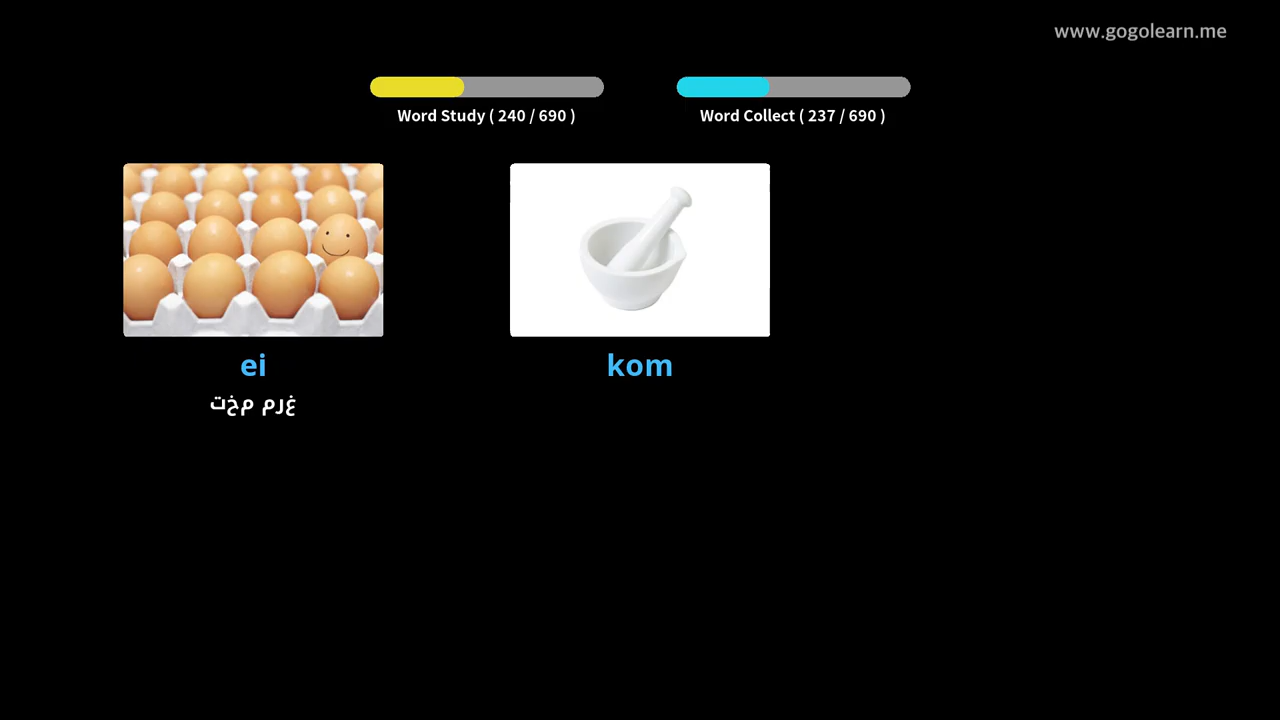 www.gogolearn.me
Word Study ( 240 / 690 )
Word Collect ( 237 / 690 )
ei
تخم مرغ
kom